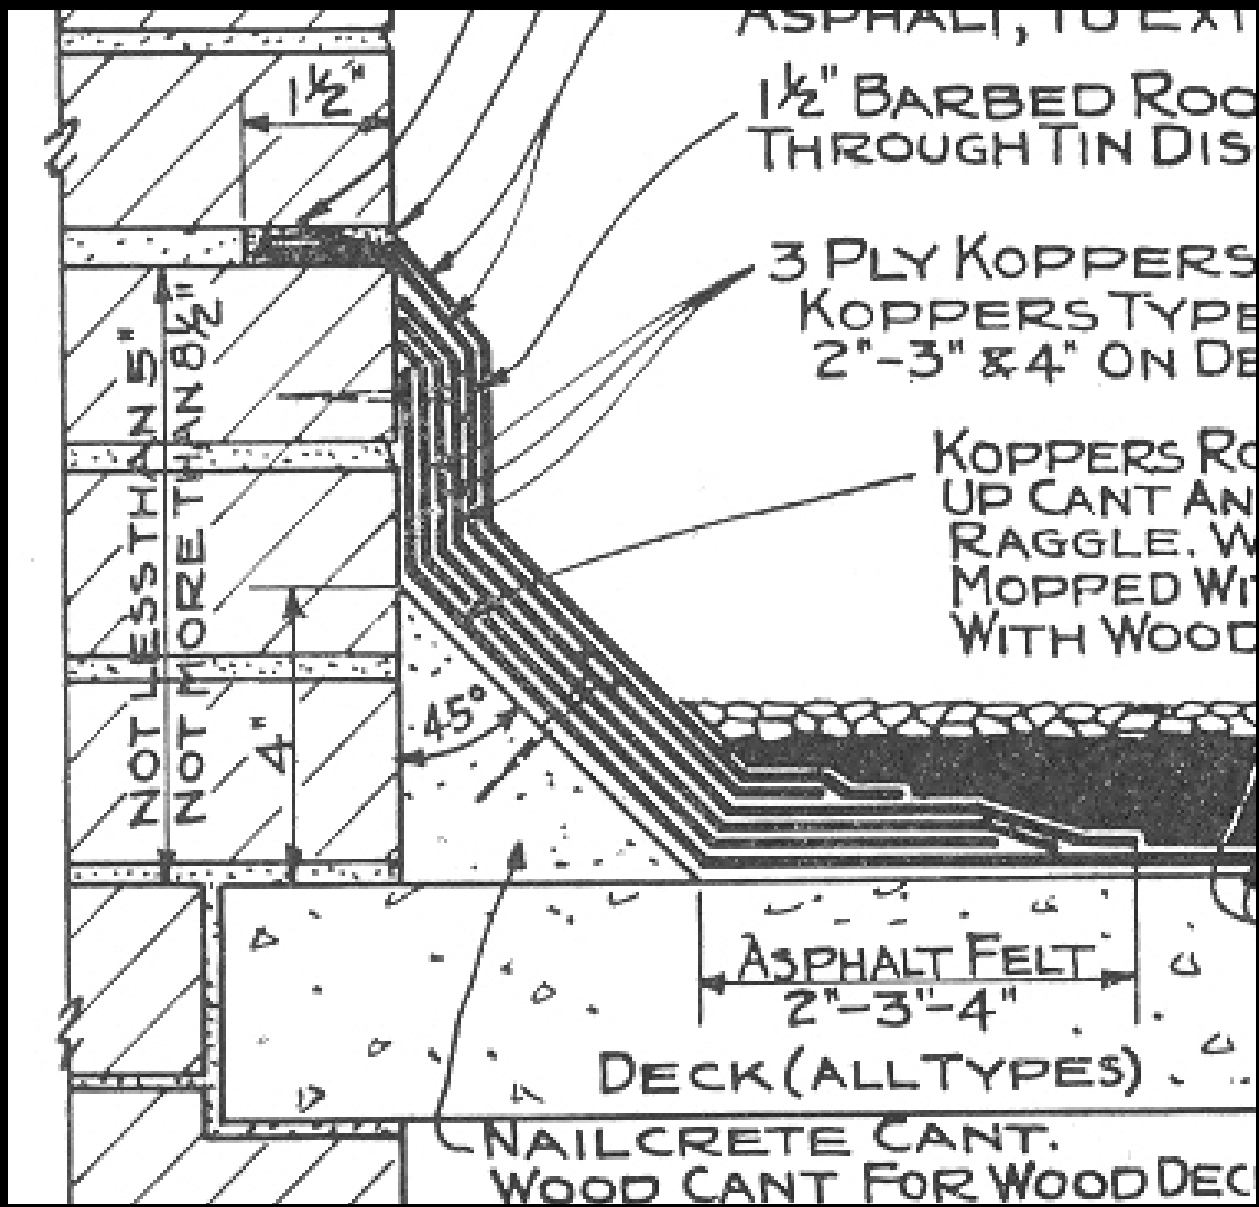 ASPHALT, TO EXT
1½" BARBED ROO
THROUGH TIN DIS
1½"
3 PLY KOPPERS
KOPPERS TYPE
2"-3" & 4" ON DE
KOPPERS RO
UP CANT AN
RAGGLE. W
MOPPED WIT
WITH WOOD
NOT LESS THAN 5"
NOT MORE THAN 8½"
4"
45°
ASPHALT FELT
2"-3"-4"
DECK (ALL TYPES)
NAILCRETE CANT.
WOOD CANT FOR WOOD DEC